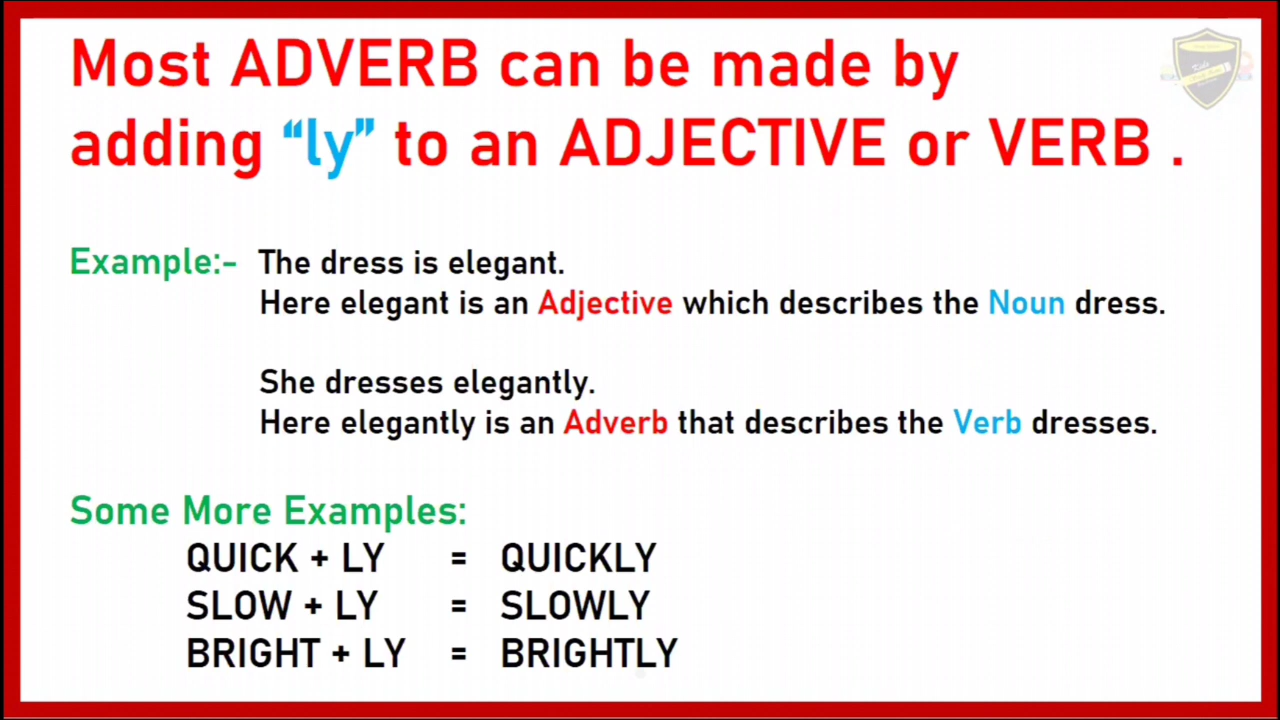 Most ADVERB can be made by
adding “ly” to an ADJECTIVE or VERB .
Example:- The dress is elegant.
Here elegant is an Adjective which describes the Noun dress.
She dresses elegantly.
Here elegantly is an Adverb that describes the Verb dresses.
Some More Examples:
QUICK + LY = QUICKLY
SLOW + LY = SLOWLY
BRIGHT + LY = BRIGHTLY